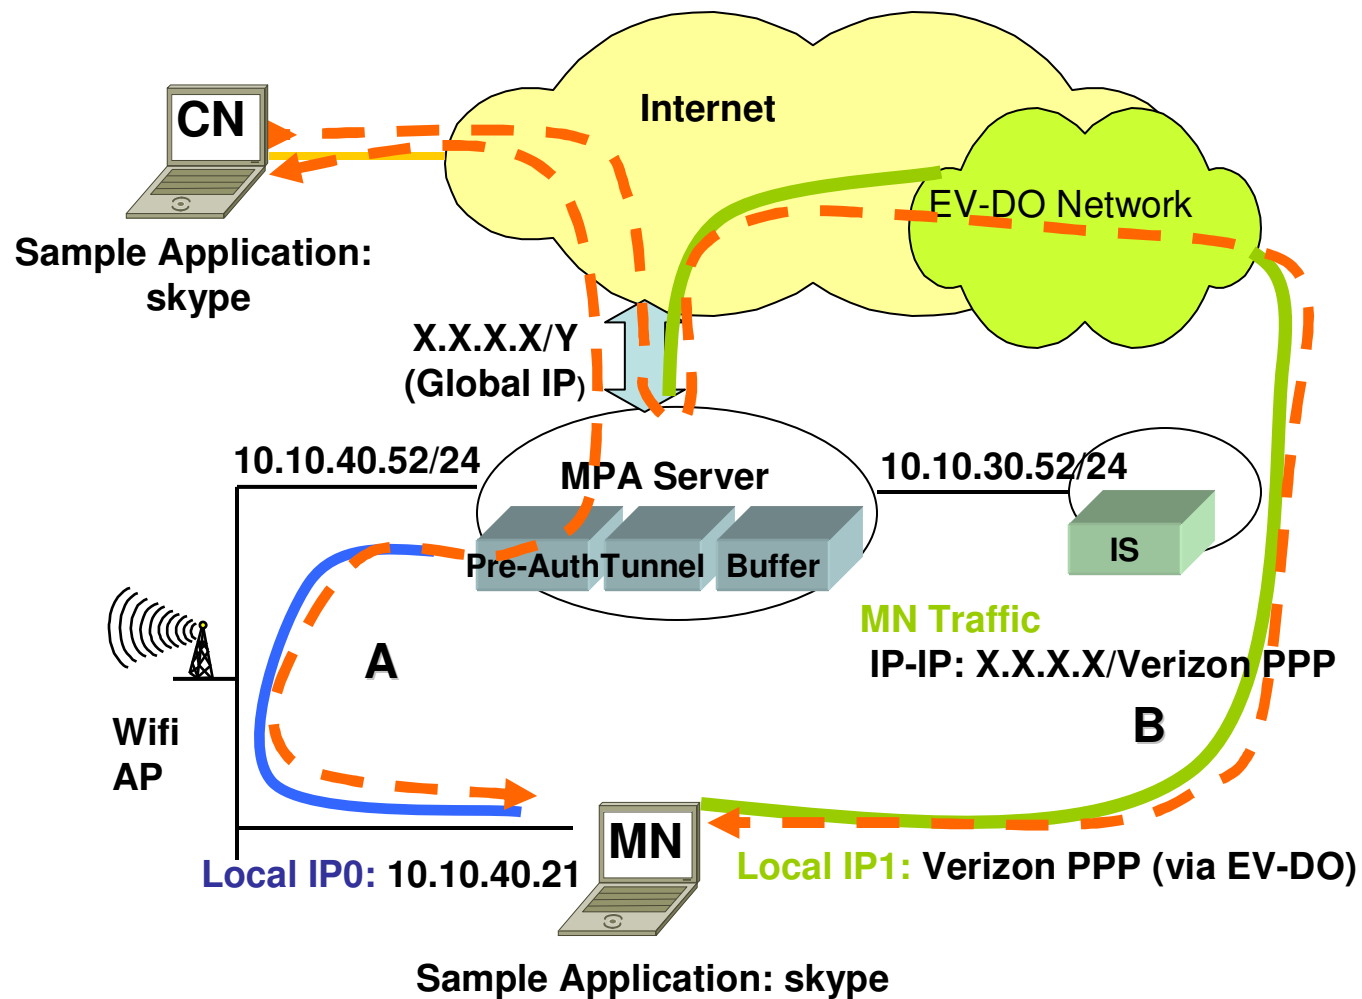 CN
Internet
EV-DO Network
Sample Application:
skype
X.X.X.X/Y
(Global IP)
10.10.40.52/24
MPA Server
10.10.30.52/24
Pre-Auth
Tunnel
Buffer
IS
MN Traffic
IP-IP: X.X.X.X/Verizon PPP
A
B
Wifi
AP
MN
Local IP0: 10.10.40.21
Local IP1: Verizon PPP (via EV-DO)
Sample Application: skype